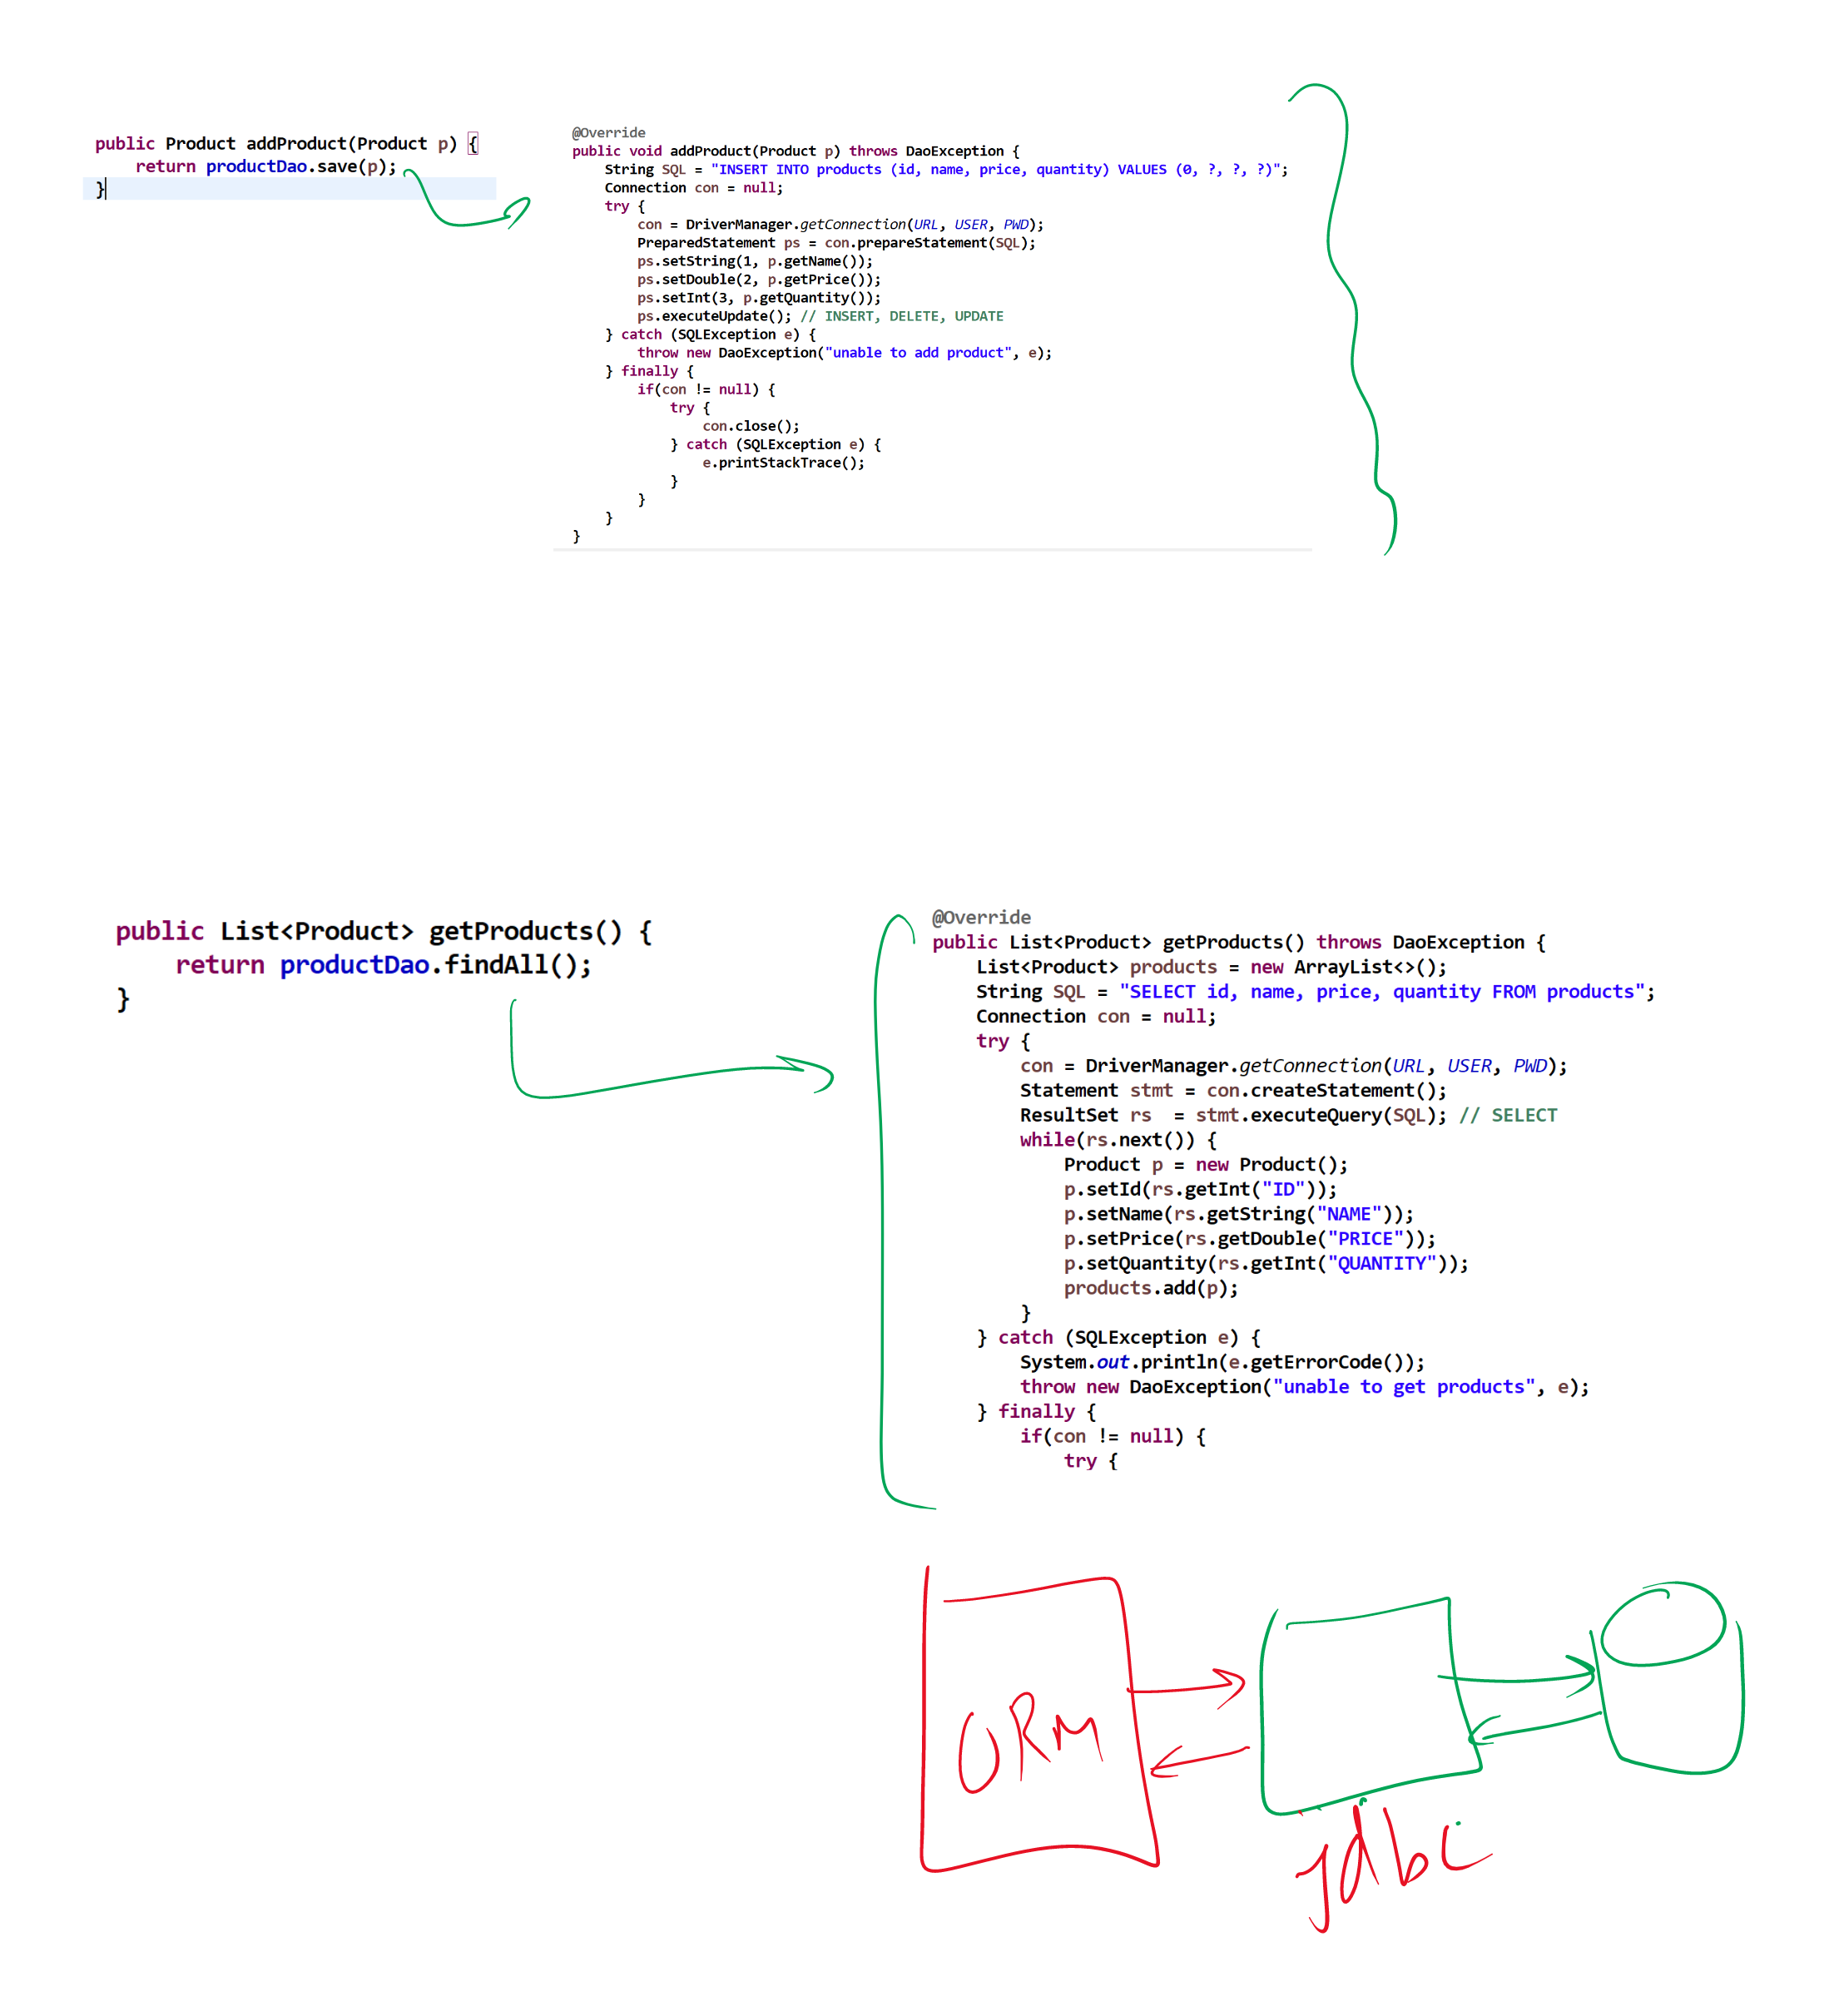 public Product addProduct(Product p) {
    return productDao.save(p);
}
@Override
public void addProduct(Product p) throws DaoException {
    String SQL = "INSERT INTO products (id, name, price, quantity) VALUES (0, ?, ?, ?)";
    Connection con = null;
    try {
        con = DriverManager.getConnection(URL, USER, PWD);
        PreparedStatement ps = con.prepareStatement(SQL);
        ps.setString(1, p.getName());
        ps.setDouble(2, p.getPrice());
        ps.setInt(3, p.getQuantity());
        ps.executeUpdate(); // INSERT, DELETE, UPDATE
    } catch (SQLException e) {
        throw new DaoException("unable to add product", e);
    } finally {
        if(con != null) {
            try {
                con.close();
            } catch (SQLException e) {
                e.printStackTrace();
            }
        }
    }
}
public List<Product> getProducts() {
    return productDao.findAll();
}
@Override
public List<Product> getProducts() throws DaoException {
    List<Product> products = new ArrayList<>();
    String SQL = "SELECT id, name, price, quantity FROM products";
    Connection con = null;
    try {
        con = DriverManager.getConnection(URL, USER, PWD);
        Statement stmt = con.createStatement();
        ResultSet rs  = stmt.executeQuery(SQL); // SELECT
        while(rs.next()) {
            Product p = new Product();
            p.setId(rs.getInt("ID"));
            p.setName(rs.getString("NAME"));
            p.setPrice(rs.getDouble("PRICE"));
            p.setQuantity(rs.getInt("QUANTITY"));
            products.add(p);
        }
    } catch (SQLException e) {
        System.out.println(e.getErrorCode());
        throw new DaoException("unable to get products", e);
    } finally {
        if(con != null) {
            try {
ORM
jdbc